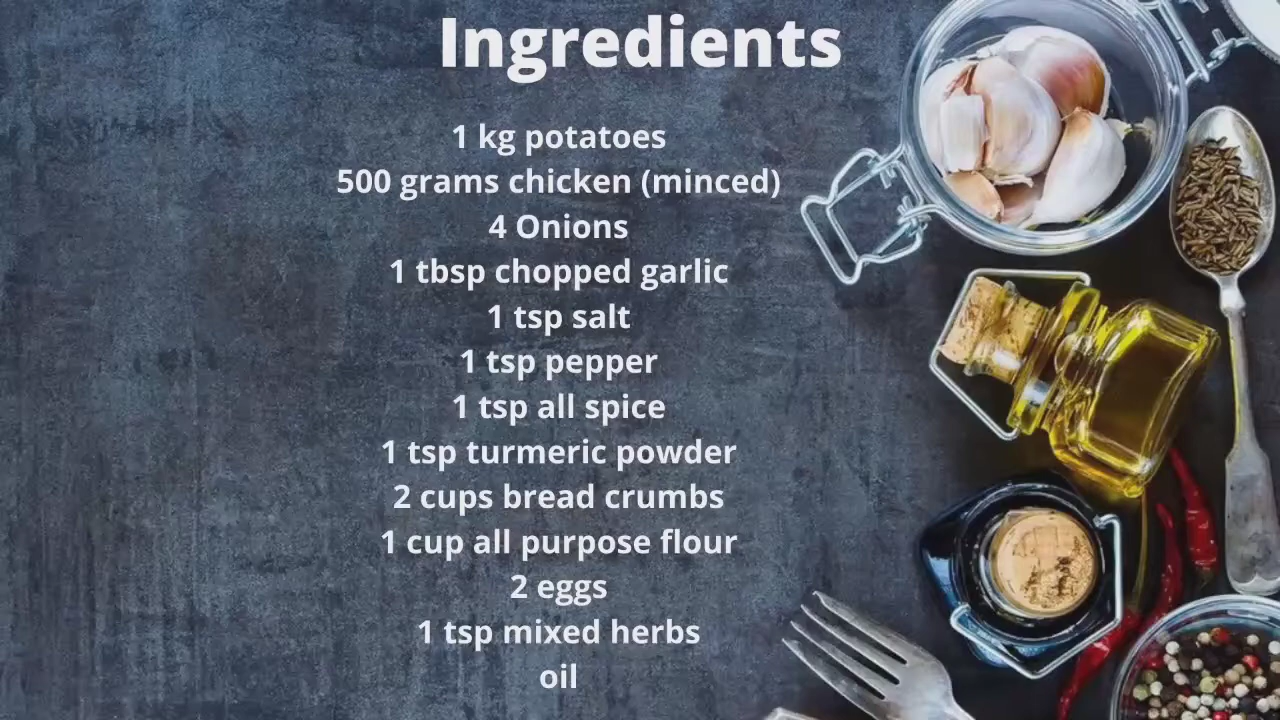 Ingredients
1 kg potatoes
500 grams chicken (minced)
4 Onions
1 tbsp chopped garlic
1 tsp salt
1 tsp pepper
1 tsp all spice
1 tsp turmeric powder
2 cups bread crumbs
1 cup all purpose flour
2 eggs
1 tsp mixed herbs
oil